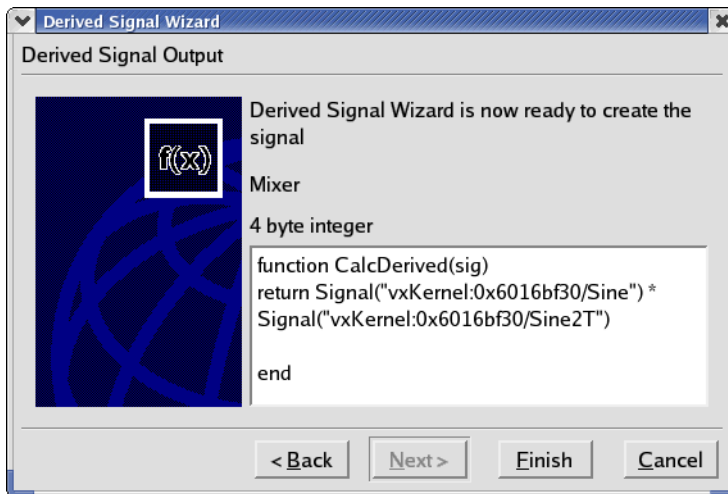 Derived Signal Wizard
Derived Signal Output
f(x)
Derived Signal Wizard is now ready to create the
signal
Mixer
4 byte integer
function CalcDerived(sig)
return Signal("vxKernel:0x6016bf30/Sine") *
Signal("vxKernel:0x6016bf30/Sine2T")
end
< Back
Next >
Finish
Cancel